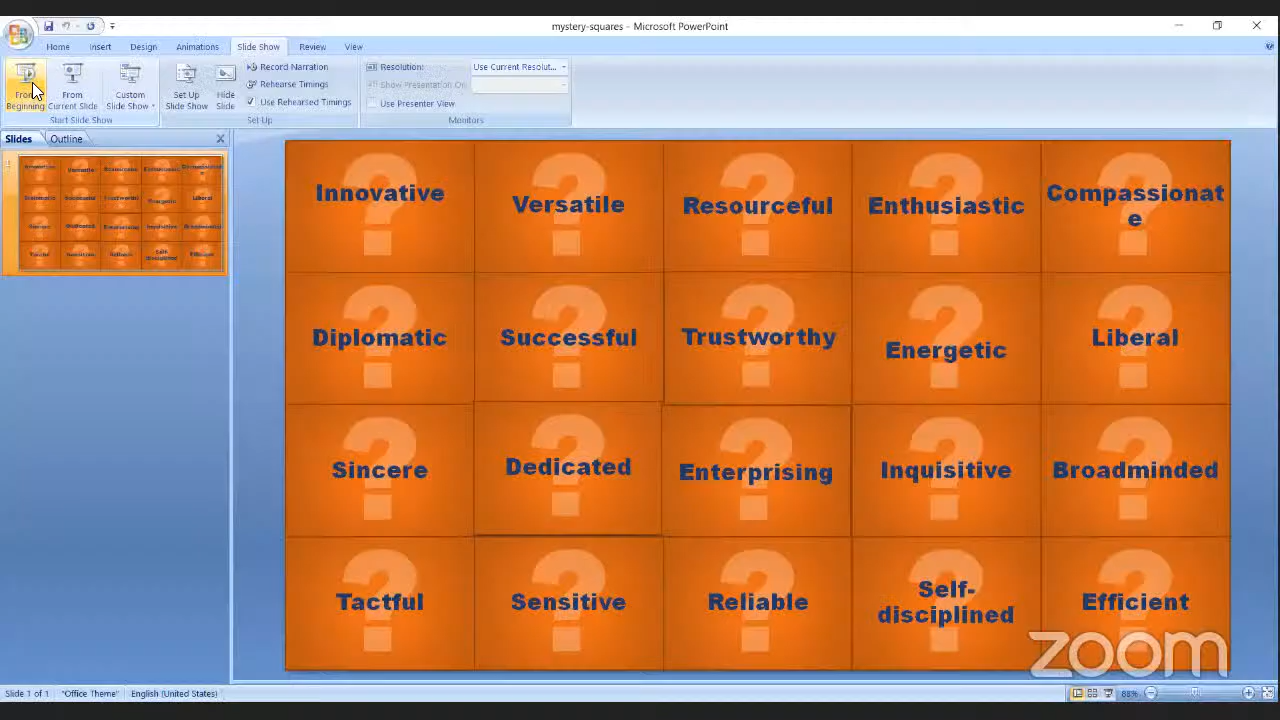 mystery-squares - Microsoft PowerPoint
Home Insert Design Animations Slide Show Review View
From Beginning
From Current Slide
Custom Slide Show
Set Up Slide Show
Hide Slide
Record Narration
Rehearse Timings
Use Rehearsed Timings
Resolution: Use Current Resolut...
Show Presentation On:
Use Presenter View
Start Slide Show Set Up Monitors
Slides Outline
1
Innovative Versatile Resourceful Enthusiastic Compassionat
e
Diplomatic Successful Trustworthy Energetic Liberal
Sincere Dedicated Enterprising Inquisitive Broadminded
Tactful Sensitive Reliable Self-
disciplined Efficient
zoom
Slide 1 of 1 "Office Theme" English (United States) 88%